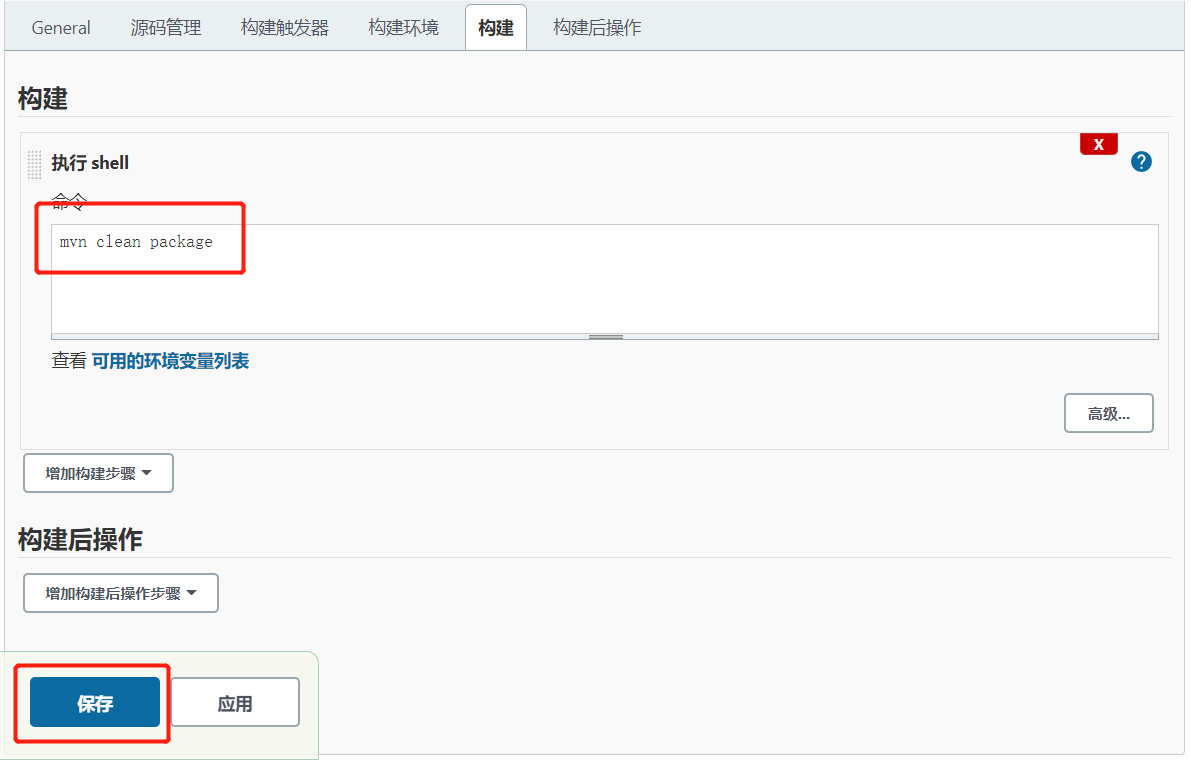 General 源码管理 构建触发器 构建环境 构建 构建后操作
构建
执行 shell
X
?
命令
mvn clean package
查看 可用的环境变量列表
高级...
增加构建步骤
构建后操作
增加构建后操作步骤
保存 应用